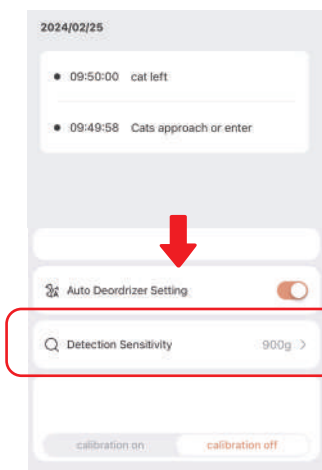 2024/02/25
09:50:00 cat left
09:49:58 Cats approach or enter
Auto Deordrizer Setting
Detection Sensitivity 900g >
calibration on calibration off